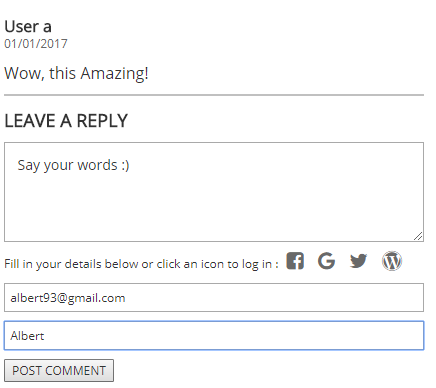 User a
01/01/2017
Wow, this Amazing!
LEAVE A REPLY
Say your words :)
Fill in your details below or click an icon to log in :
albert93@gmail.com
Albert
POST COMMENT